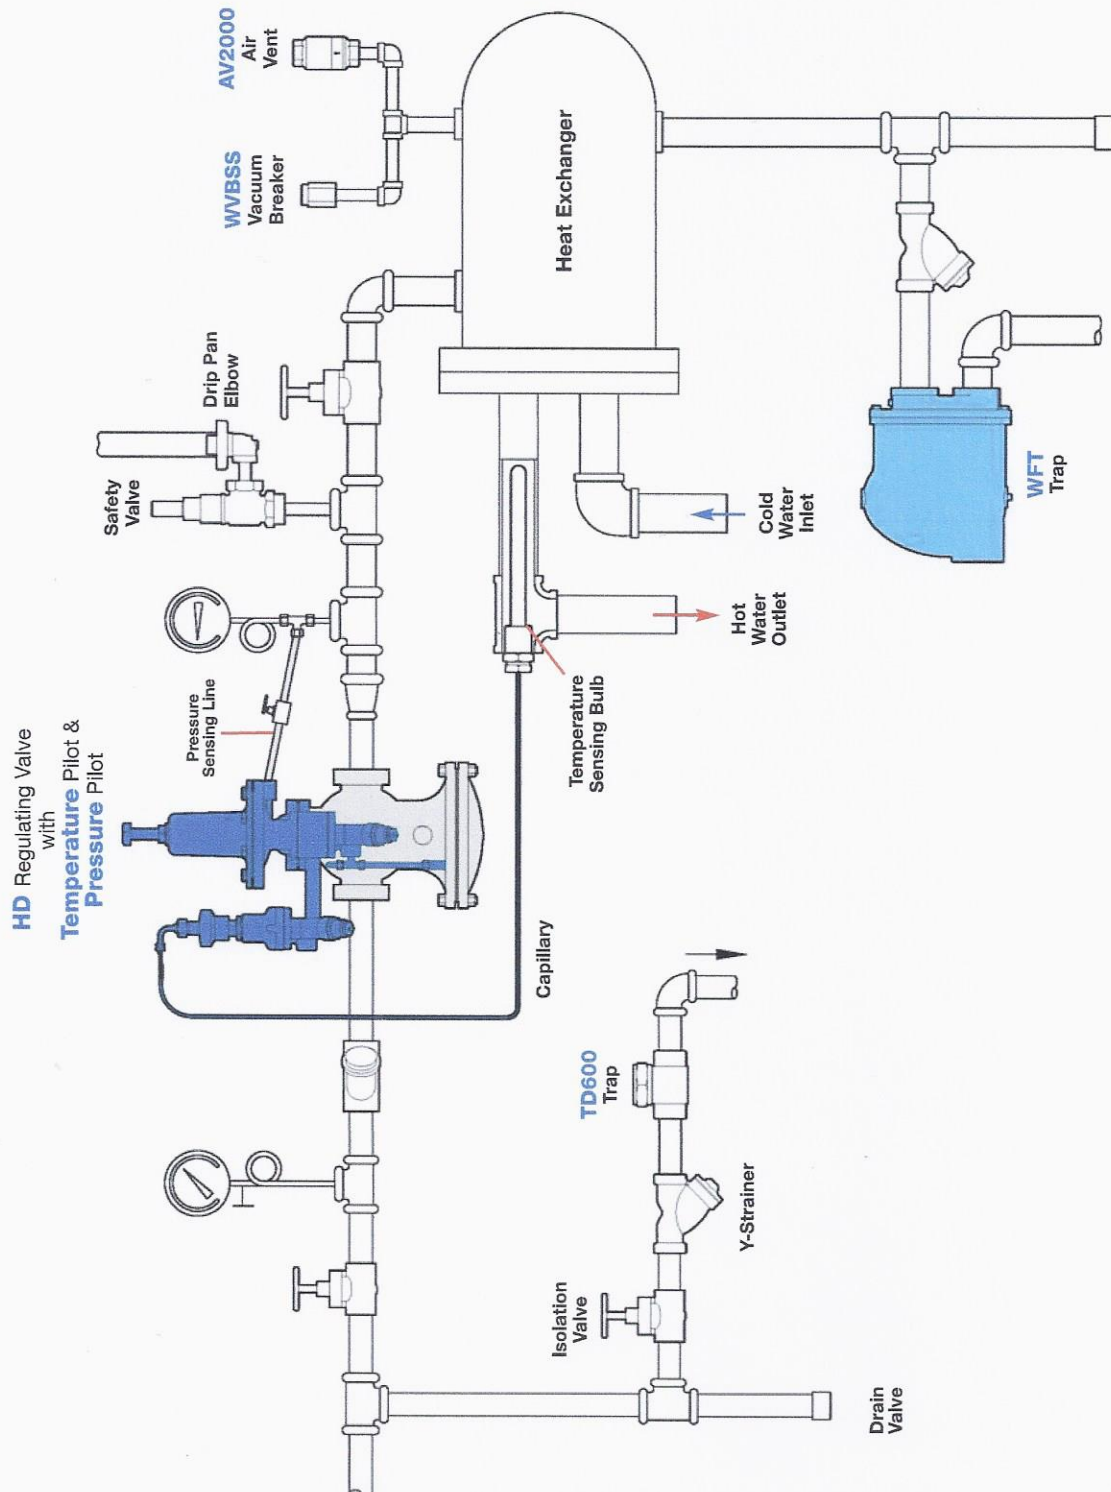 HD Regulating Valve
with
Temperature Pilot &
Pressure Pilot
Pressure
Sensing Line
Safety
Valve
Drip Pan
Elbow
WVBSS
Vacuum
Breaker
AV2000
Air
Vent
Heat Exchanger
Capillary
Temperature
Sensing Bulb
Hot
Water
Outlet
Cold
Water
Inlet
WFT
Trap
Isolation
Valve
Y-Strainer
TD600
Trap
Drain
Valve